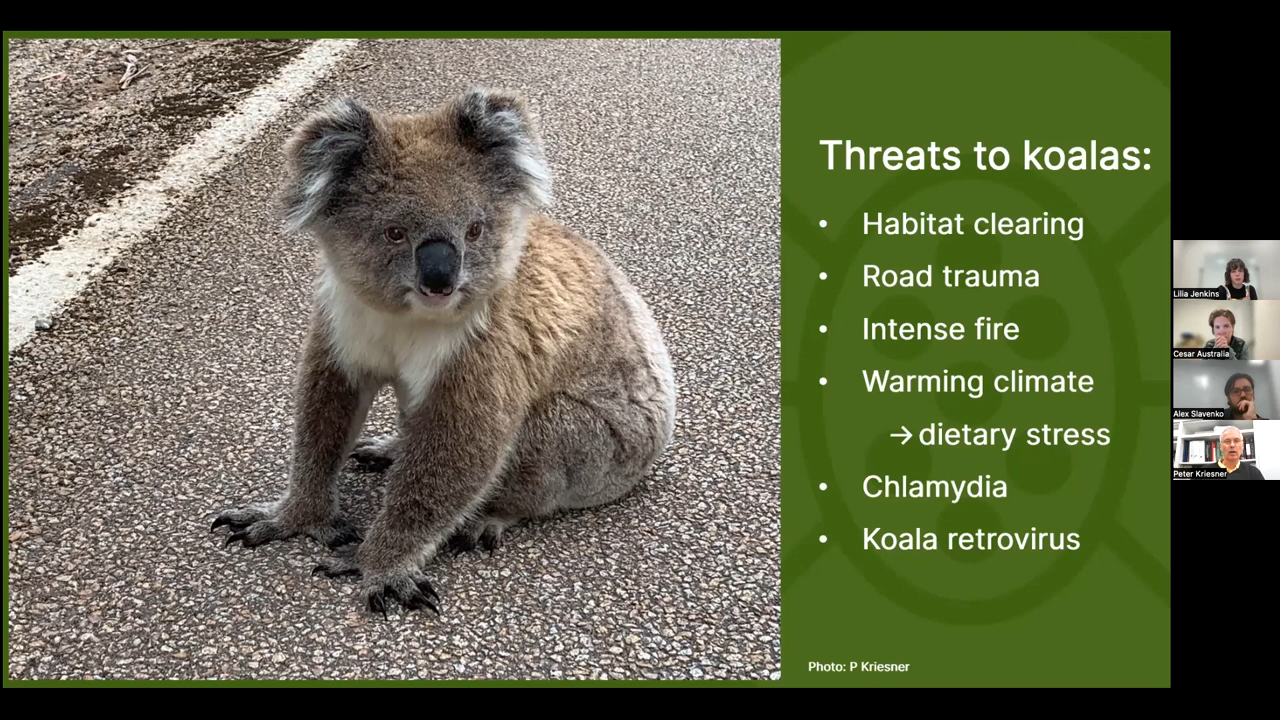 Threats to koalas:
• Habitat clearing
• Road trauma
• Intense fire
• Warming climate
→ dietary stress
• Chlamydia
• Koala retrovirus
Photo: P Kriesner
Lilia Jenkins
Cesar Australia
Alex Slavenko
Peter Kriesner